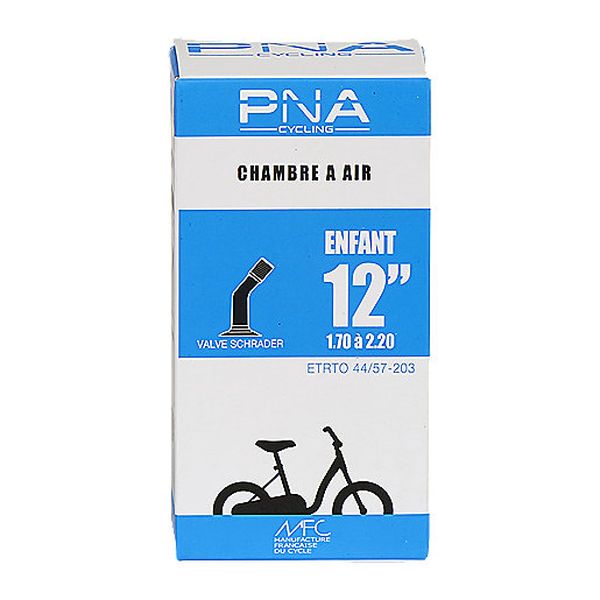 PNA
CYCLING
PNA
CYCLING
CHAMBRE A AIR
ENFANT
12”
1.70 à 2.20
VALVE SCHRADER
ETRTO 44/57-203
MFC
MANUFACTURE
FRANÇAISE
DU CYCLE